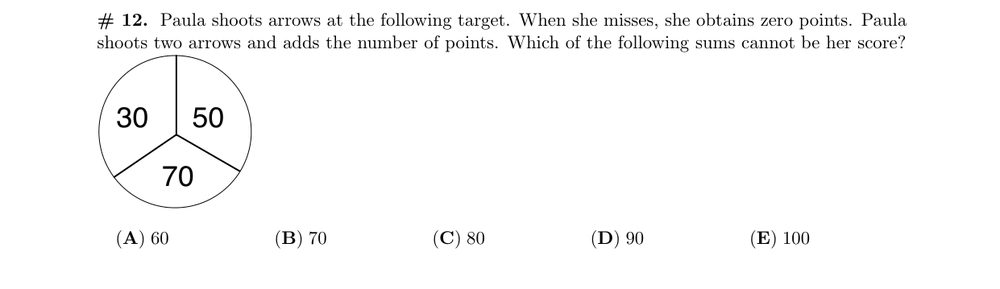 # 12. Paula shoots arrows at the following target. When she misses, she obtains zero points. Paula
shoots two arrows and adds the number of points. Which of the following sums cannot be her score?
30 50
70
(A) 60 (B) 70 (C) 80 (D) 90 (E) 100